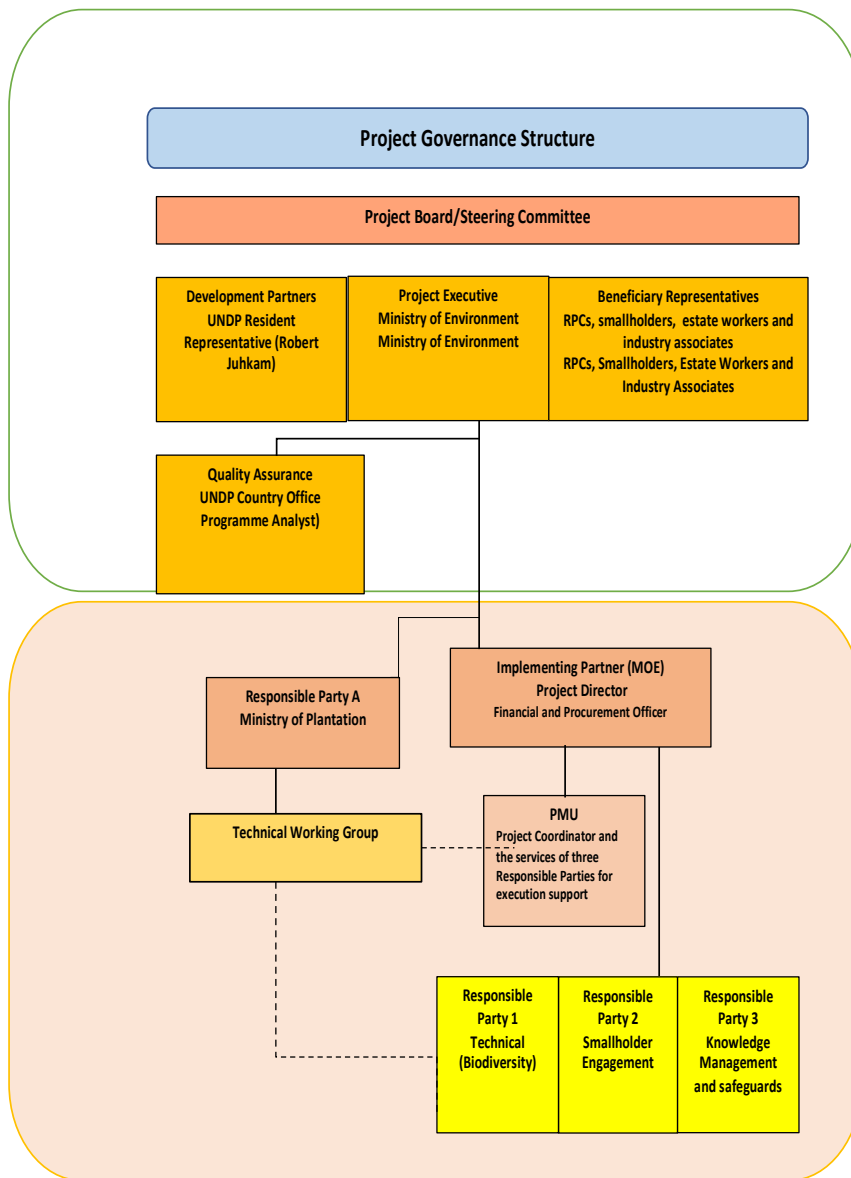 Project Governance Structure
Project Board/Steering Committee
Development Partners
UNDP Resident
Representative (Robert
Juhkam)
Project Executive
Ministry of Environment
Ministry of Environment
Beneficiary Representatives
RPCs, smallholders, estate workers and
industry associates
RPCs, Smallholders, Estate Workers and
Industry Associates
Quality Assurance
UNDP Country Office
Programme Analyst)
Responsible Party A
Ministry of Plantation
Implementing Partner (MOE)
Project Director
Financial and Procurement Officer
Technical Working Group
PMU
Project Coordinator and
the services of three
Responsible Parties for
execution support
Responsible
Party 1
Technical
(Biodiversity)
Responsible
Party 2
Smallholder
Engagement
Responsible
Party 3
Knowledge
Management
and safeguards